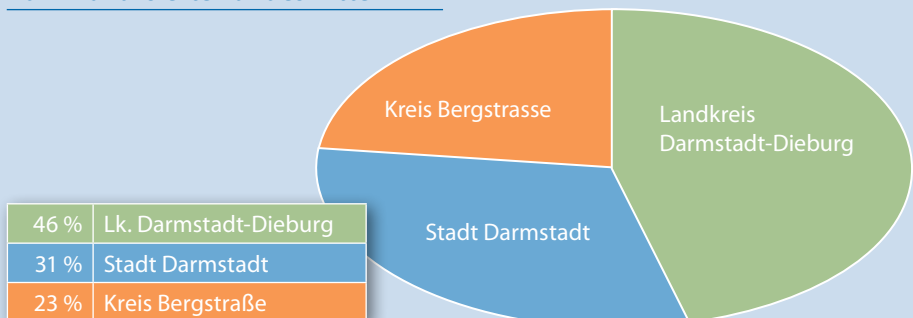 Kreis Bergstrasse
Landkreis
Darmstadt-Dieburg
Stadt Darmstadt
46 % Lk. Darmstadt-Dieburg
31 % Stadt Darmstadt
23 % Kreis Bergstraße